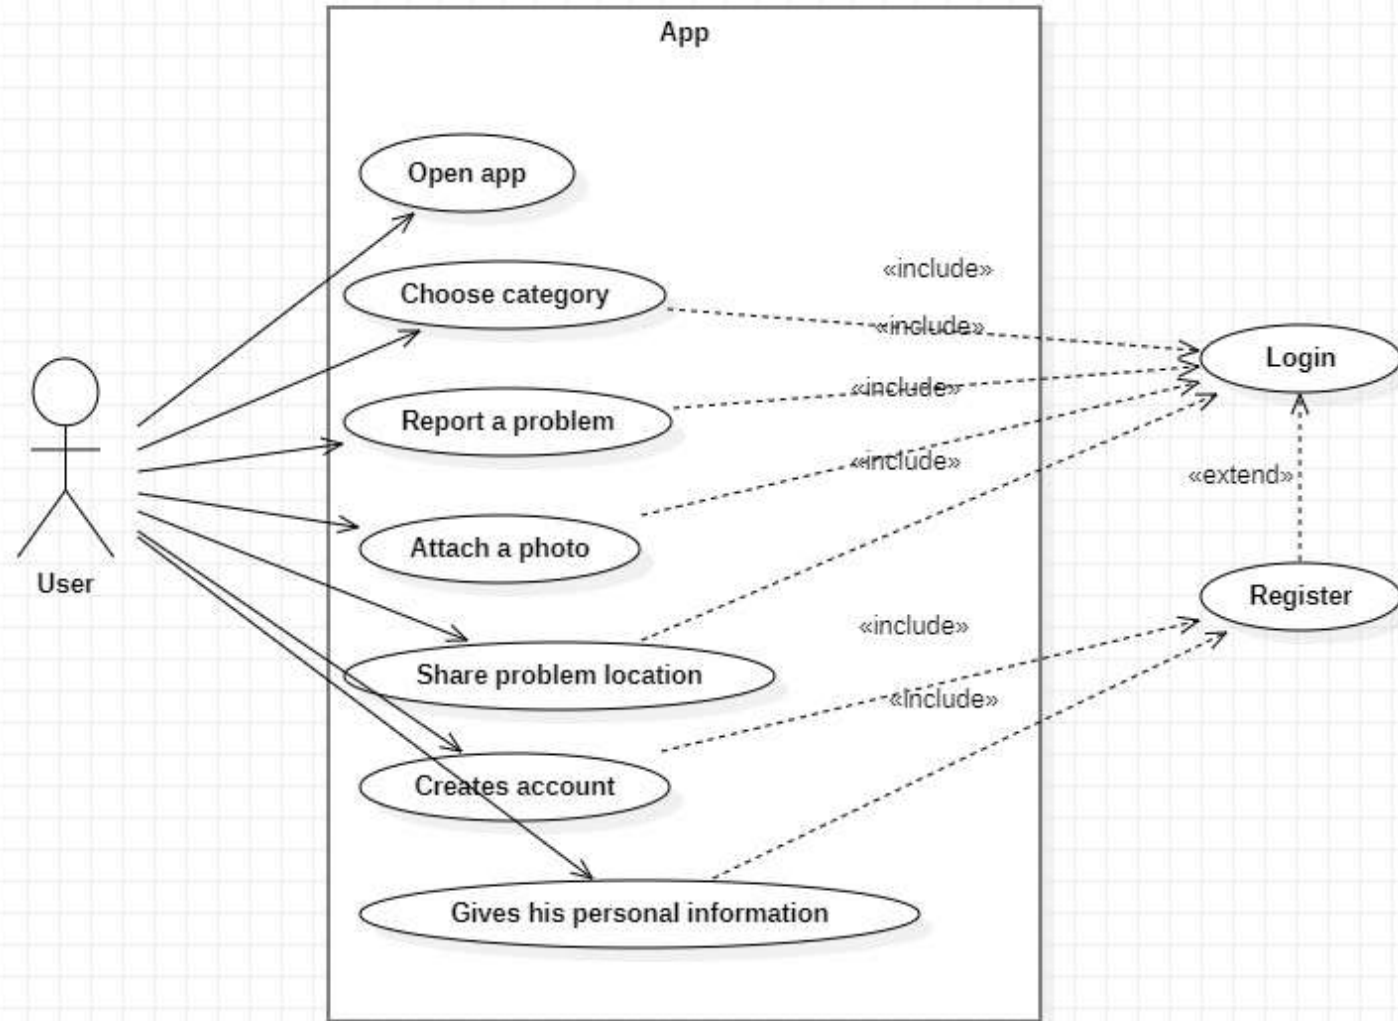 App
Open app
«include»
Choose category
«include»
Login
«include»
Report a problem
«include»
«extend»
Attach a photo
User
Register
«include»
Share problem location
«include»
Creates account
Gives his personal information